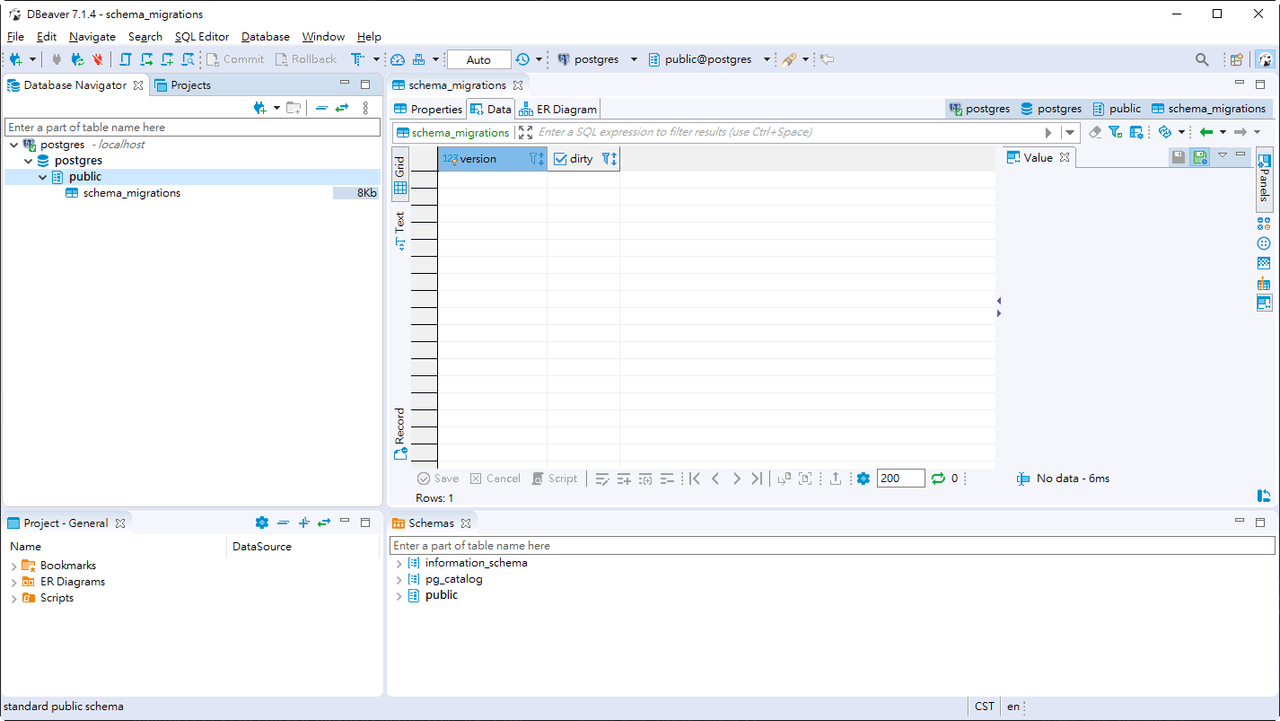 DBeaver 7.1.4 - schema_migrations
File Edit Navigate Search SQL Editor Database Window Help
Commit Rollback Auto postgres public@postgres
Database Navigator Projects
Enter a part of table name here
postgres - localhost
postgres
public
schema_migrations 8Kb
schema_migrations
Properties Data ER Diagram postgres postgres public schema_migrations
schema_migrations Enter a SQL expression to filter results (use Ctrl+Space)
Grid
Text
Record
123 version dirty
Value
Panels
Save Cancel Script 200 0 No data - 6ms
Rows: 1
Project - General
Name DataSource
Bookmarks
ER Diagrams
Scripts
Schemas
Enter a part of table name here
information_schema
pg_catalog
public
standard public schema CST en